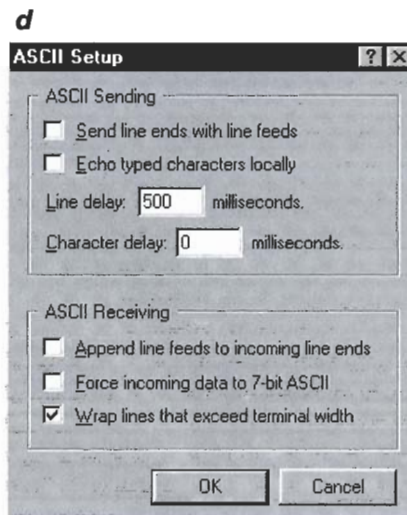 d
ASCII Setup ? ×
ASCII Sending
Send line ends with line feeds
Echo typed characters locally
Line delay: 500 milliseconds.
Character delay: 0 milliseconds.
ASCII Receiving
Append line feeds to incoming line ends
Force incoming data to 7-bit ASCII
Wrap lines that exceed terminal width
OK Cancel